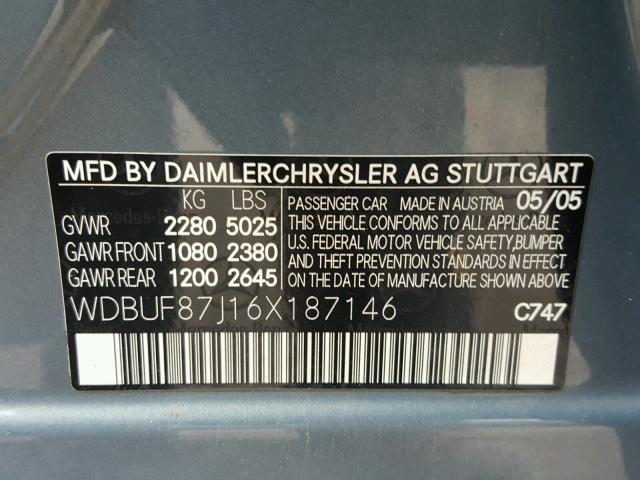 MFD BY DAIMLERCHRYSLER AG STUTTGART
KG LBS
GVWR 2280 5025
GAWR FRONT 1080 2380
GAWR REAR 1200 2645
PASSENGER CAR MADE IN AUSTRIA 05/05
THIS VEHICLE CONFORMS TO ALL APPLICABLE
U.S. FEDERAL MOTOR VEHICLE SAFETY, BUMPER
AND THEFT PREVENTION STANDARDS IN EFFECT
ON THE DATE OF MANUFACTURE SHOWN ABOVE
WDBUF87J16X187146 C747